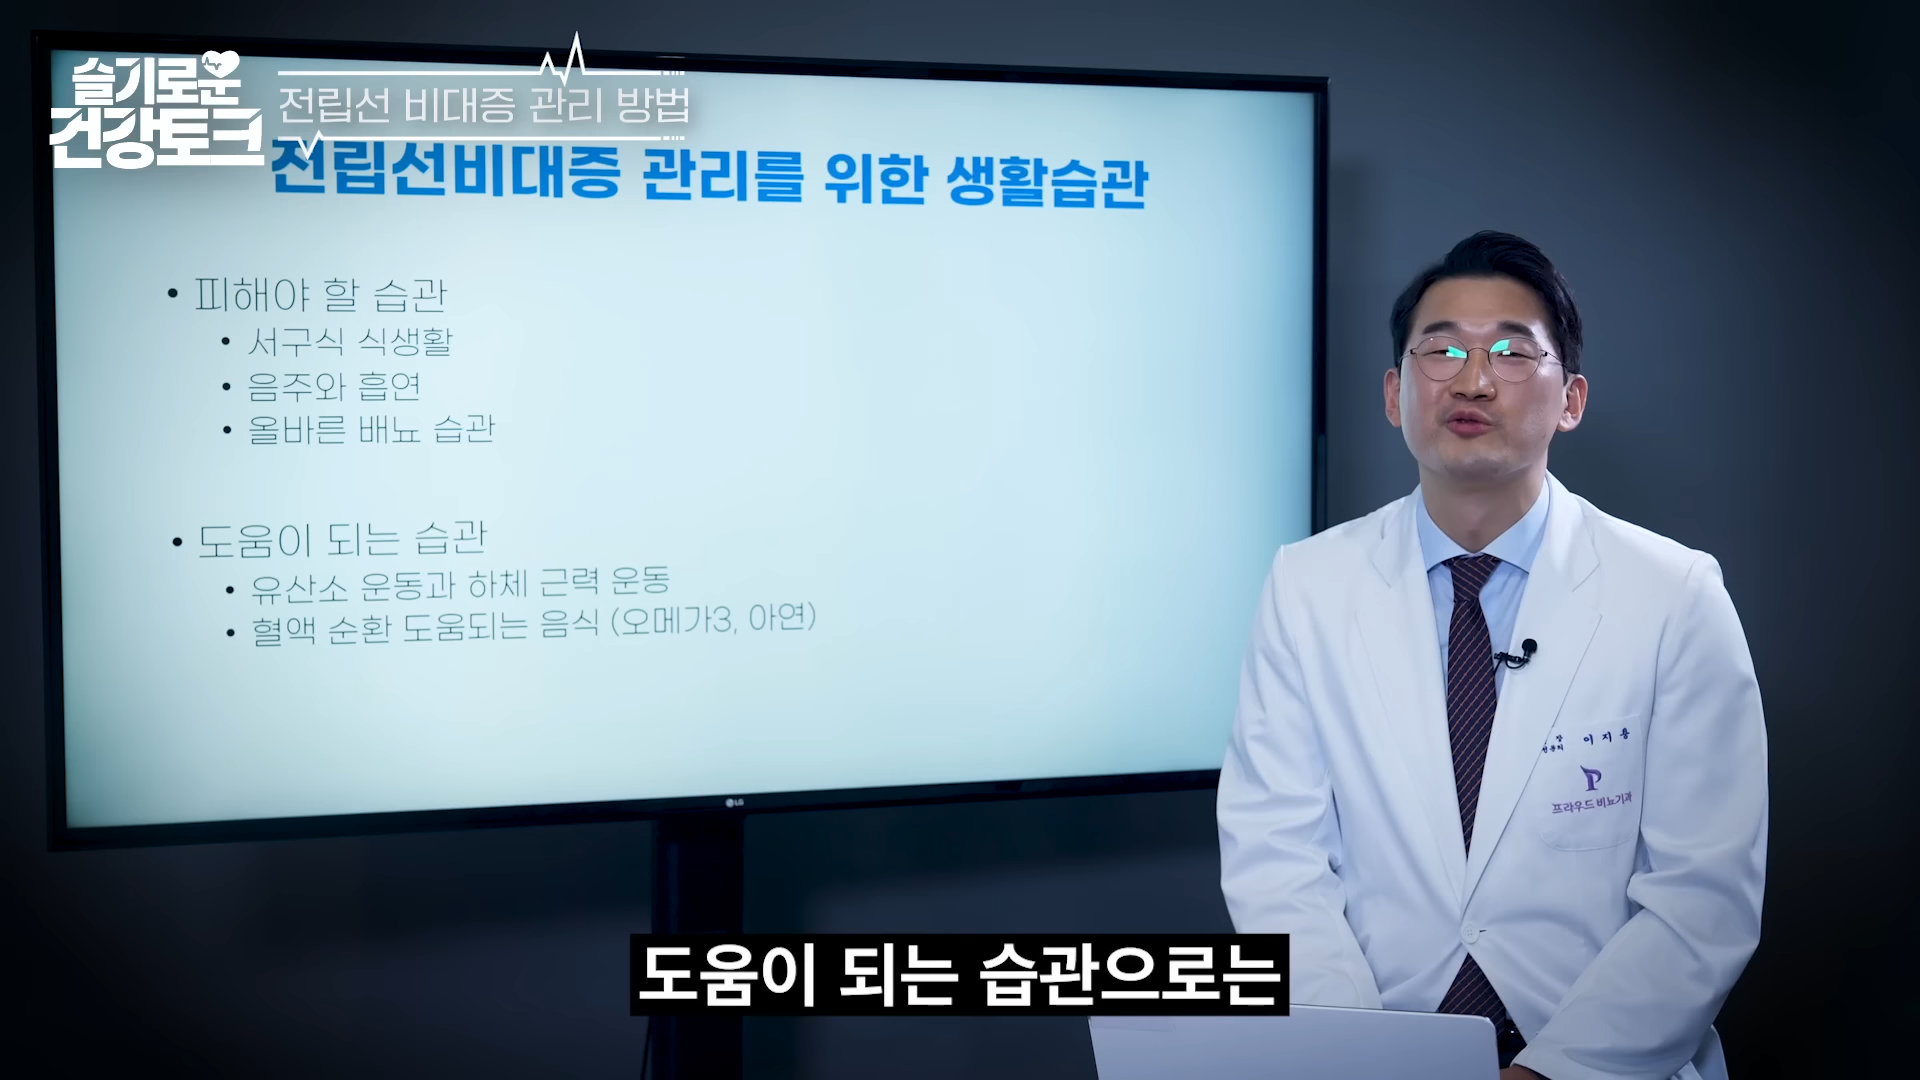 슬기로운
건강토크
전립선 비대증 관리 방법
전립선비대증 관리를 위한 생활습관
• 피해야 할 습관
• 서구식 식생활
• 음주와 흡연
• 올바른 배뇨 습관
• 도움이 되는 습관
• 유산소 운동과 하체 근력 운동
• 혈액 순환 도움되는 음식 (오메가3, 아연)
LG
이지용
프라우드 비뇨기과
도움이 되는 습관으로는